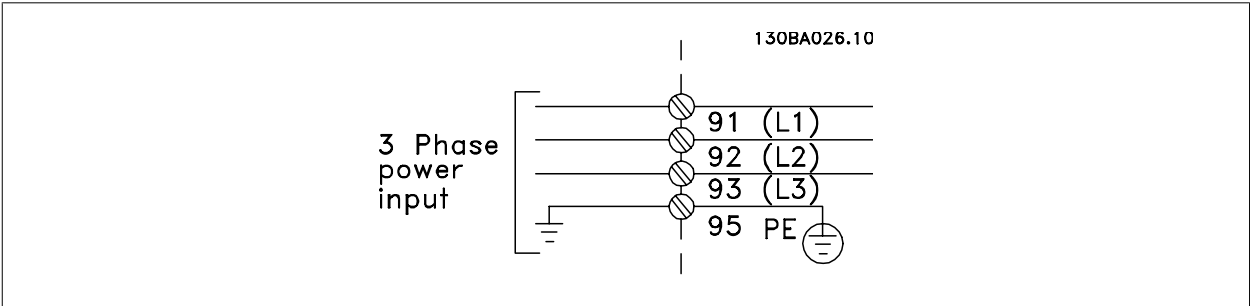 130BA026.10
3 Phase
power
input
91 (L1)
92 (L2)
93 (L3)
95 PE